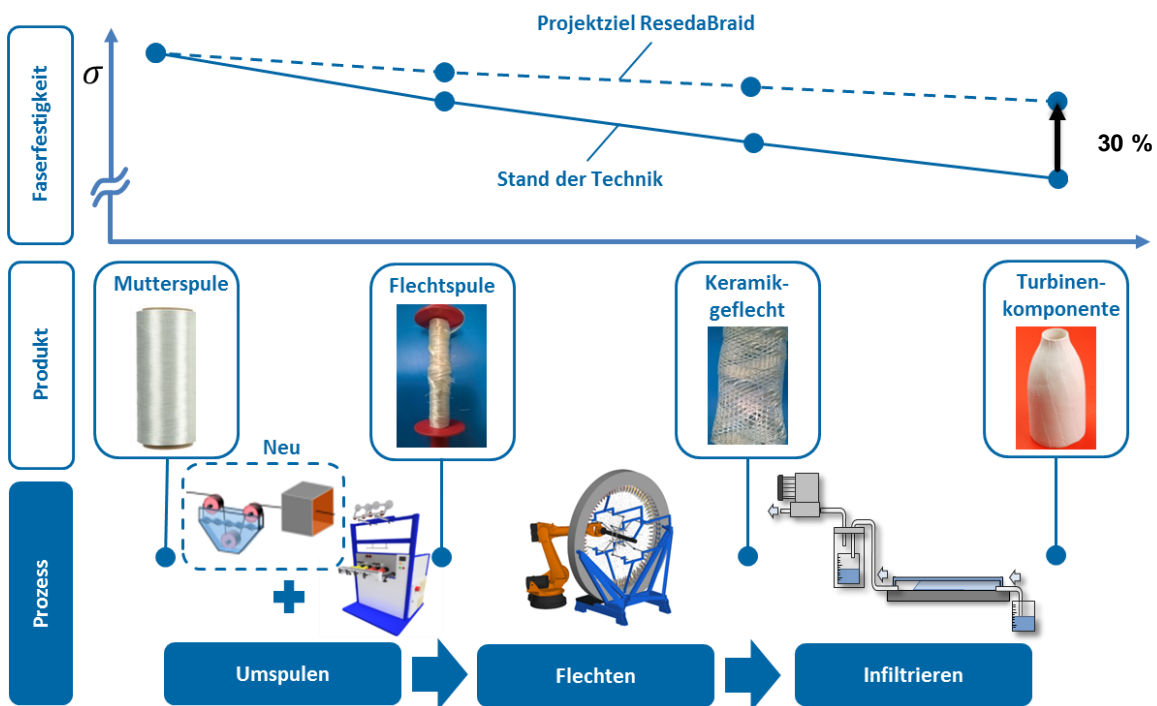 Projektziel ResedaBraid
Faserfestigkeit
σ
30 %
Stand der Technik
Produkt
Mutterspule
Flechtspule
Keramik-
geflecht
Turbinen-
komponente
Neu
Prozess
Umspulen
Flechten
Infiltrieren